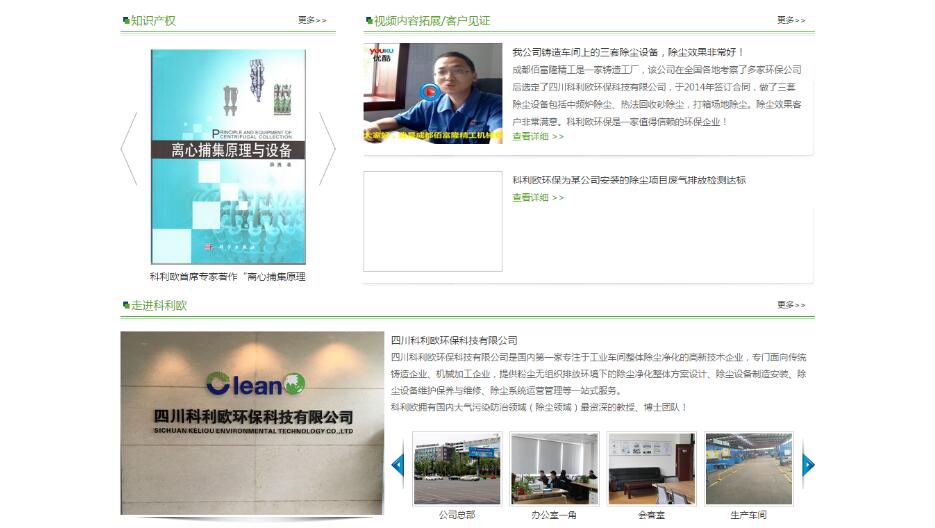 知识产权
更多>>
PRINCIPLE AND EQUIPMENT OF
CENTRIFUGAL COLLECTION
离心捕集原理与设备
科利欧首席专家著作“离心捕集原理
视频内容拓展/客户见证
更多>>
YOUKU
优酷
我公司铸造车间上的三套除尘设备，除尘效果非常好！
成都佰富隆精工是一家铸造工厂，该公司在全国各地考察了多家环保公司
后选定了四川科利欧环保科技有限公司，于2014年签订合同，做了三套
除尘设备包括中频炉除尘、热法回收砂除尘，打箱场地除尘。除尘效果客
户非常满意。科利欧环保是一家值得信赖的环保企业！
查看详细 >>
科利欧环保为某公司安装的除尘项目废气排放检测达标
查看详细 >>
走进科利欧
更多>>
Clean
四川科利欧环保科技有限公司
SICHUAN KELIOU ENVIRONMENTAL TECHNOLOGY CO.,LTD
四川科利欧环保科技有限公司
四川科利欧环保科技有限公司是国内第一家专注于工业车间整体除尘净化的高新技术企业，专门面向传统
铸造企业、机械加工企业，提供粉尘无组织排放环境下的除尘净化整体方案设计、除尘设备制造安装、除
尘设备维护保养与维修、除尘系统运营管理等一站式服务。
科利欧拥有国内大气污染防治领域（除尘领域）最资深的教授、博士团队！
公司总部
办公室一角
会客室
生产车间